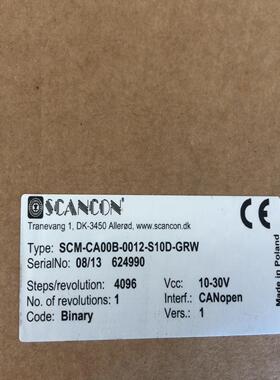 SCANCON
Tranevang 1, DK-3450 Allerød, www.scancon.dk
Type: SCM-CA00B-0012-S10D-GRW
SerialNo: 08/13 624990
Steps/revolution: 4096 Vcc: 10-30V
No. of revolutions: 1 Interf.: CANopen
Code: Binary Vers.: 1
CE
Made in Poland